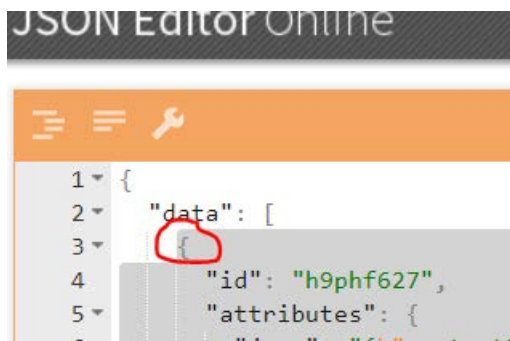 JSON Editor Online
1 {
2 "data": [
3 {
4 "id": "h9phf627",
5 "attributes": {